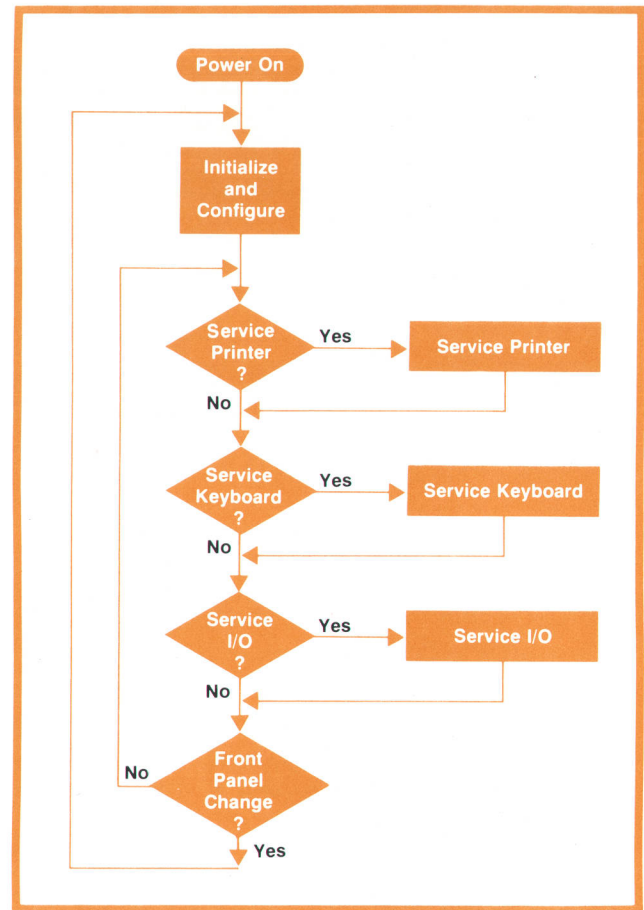 Power On
Initialize
and
Configure
Service
Printer
?
Yes
Service Printer
No
Service
Keyboard
?
Yes
Service Keyboard
No
Service
I/O
?
Yes
Service I/O
No
Front
Panel
Change
?
No
Yes